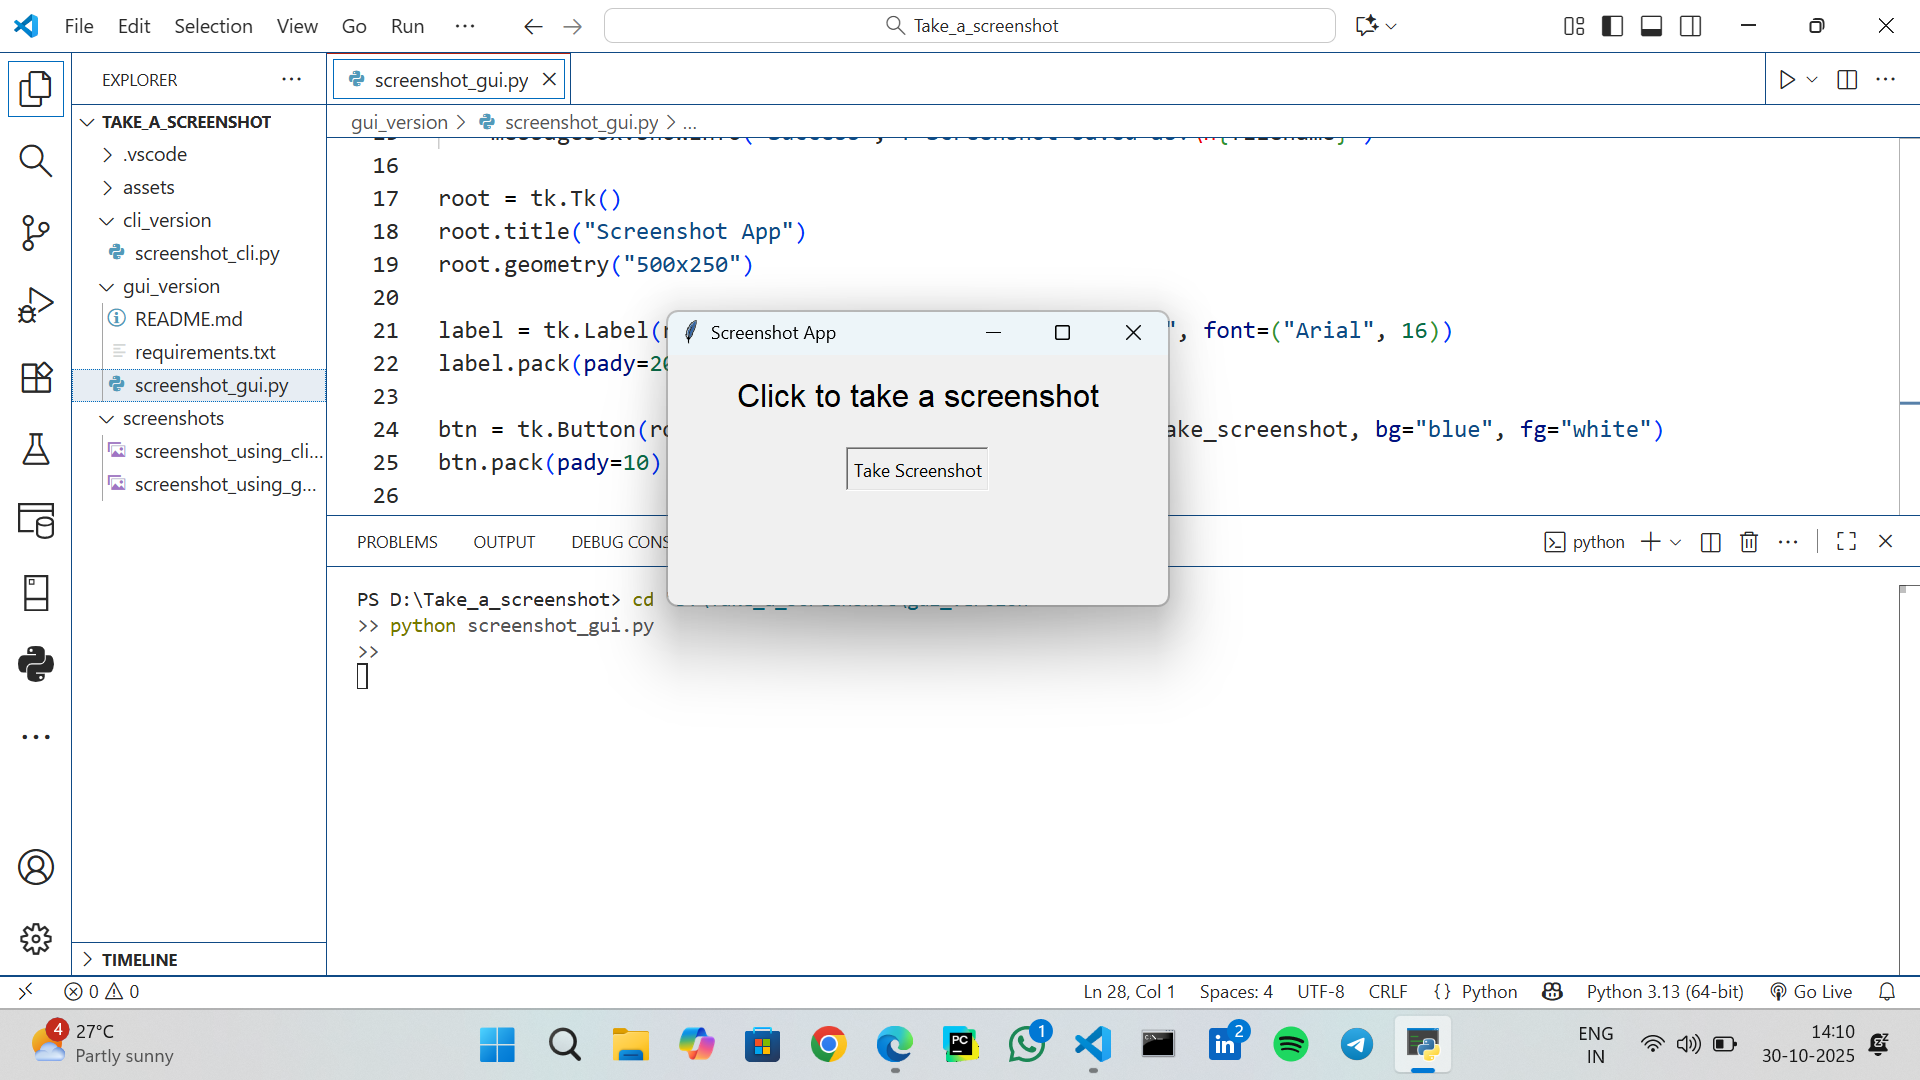 File Edit Selection View Go Run ··· Take_a_screenshot
EXPLORER ···
TAKE_A_SCREENSHOT
.vscode
assets
cli_version
screenshot_cli.py
gui_version
README.md
requirements.txt
screenshot_gui.py
screenshots
screenshot_using_cli...
screenshot_using_g...
TIMELINE
screenshot_gui.py
gui_version > screenshot_gui.py > ...
16
17 root = tk.Tk()
18 root.title("Screenshot App")
19 root.geometry("500x250")
20
21 label = tk.Label( ", font=("Arial", 16))
22 label.pack(pady=20
23
24 btn = tk.Button(ro ake_screenshot, bg="blue", fg="white")
25 btn.pack(pady=10)
26
Screenshot App
Click to take a screenshot
Take Screenshot
PROBLEMS OUTPUT DEBUG CONS
python
PS D:\Take_a_screenshot> cd
>> python screenshot_gui.py
>>
0 0 Ln 28, Col 1 Spaces: 4 UTF-8 CRLF {} Python Python 3.13 (64-bit) Go Live
4 27°C
Partly sunny
PC
1
2
ENG
IN
14:10
30-10-2025